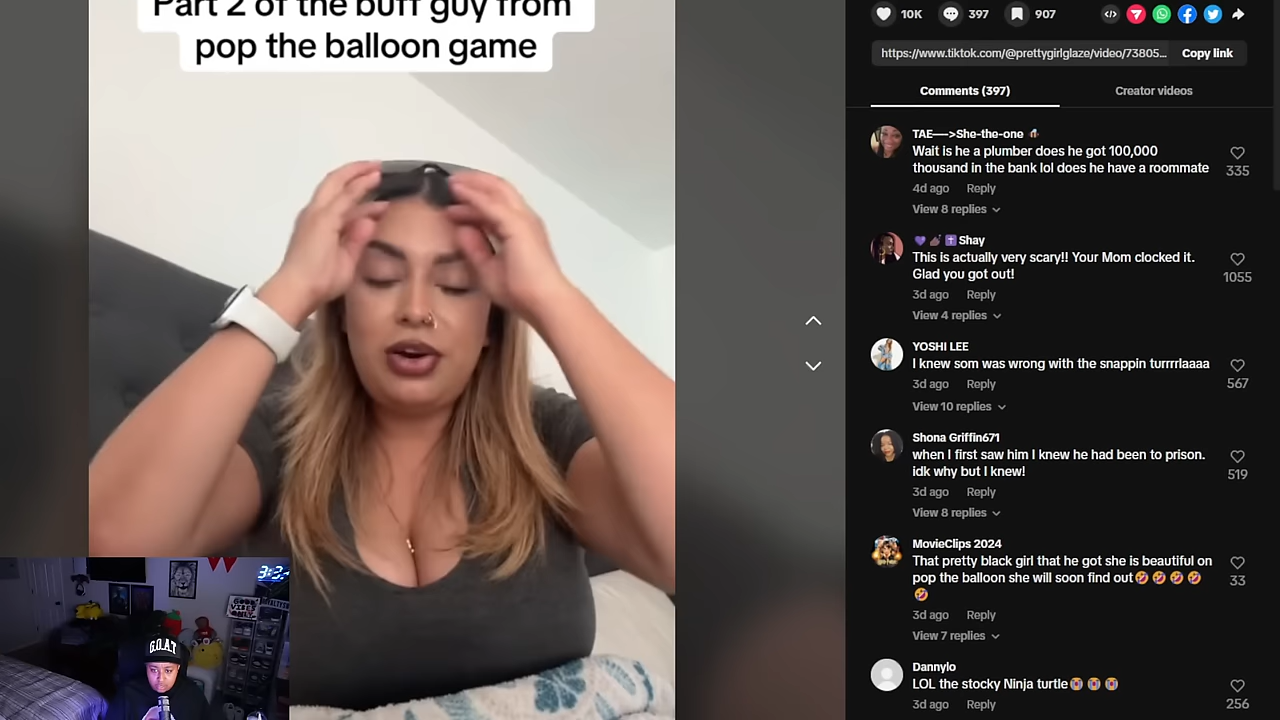 Part 2 of the buff guy from
pop the balloon game
10K
397
907
https://www.tiktok.com/@prettygirlglaze/video/73805...
Copy link
Comments (397)
Creator videos
TAE—->She-the-one
Wait is he a plumber does he got 100,000
thousand in the bank lol does he have a roommate
335
4d ago
Reply
View 8 replies
💜 💅🏿 ✝️ Shay
This is actually very scary!! Your Mom clocked it.
Glad you got out!
1055
3d ago
Reply
View 4 replies
YOSHI LEE
I knew som was wrong with the snappin turrrrlaaaa
567
3d ago
Reply
View 10 replies
Shona Griffin671
when I first saw him I knew he had been to prison.
idk why but I knew!
519
3d ago
Reply
View 8 replies
MovieClips 2024
That pretty black girl that he got she is beautiful on
pop the balloon she will soon find out🤣🤣🤣🤣
🤣
33
3d ago
Reply
View 7 replies
Dannylo
LOL the stocky Ninja turtle😭😭😭
256
3d ago
Reply
GOOD
VIBES
ONLY
G.O.A.T